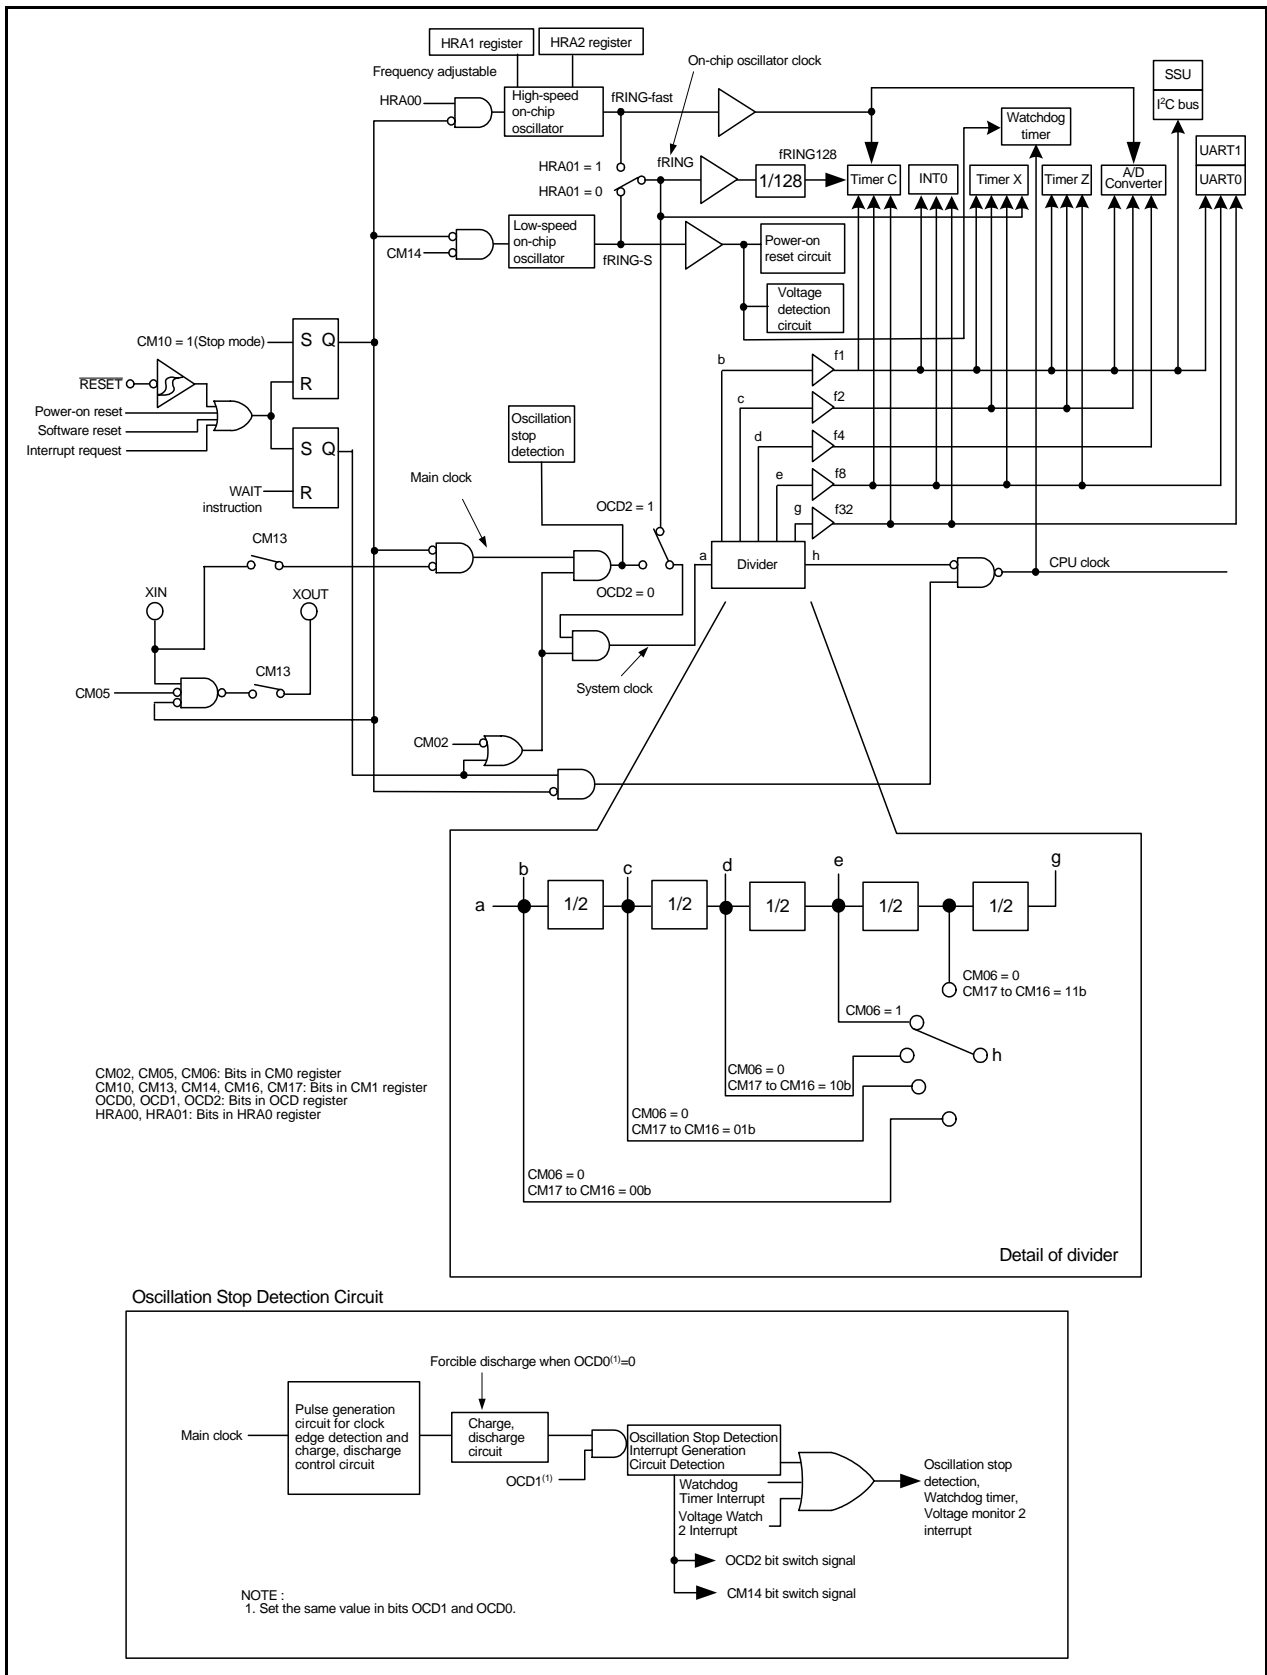 HRA1 register
HRA2 register
On-chip oscillator clock
Frequency adjustable
HRA00
High-speed
on-chip
oscillator
fRING-fast
SSU
I²C bus
Watchdog
timer
UART1
UART0
HRA01 = 1
HRA01 = 0
fRING
1/128
fRING128
Timer C
INT0
Timer X
Timer Z
A/D
Converter
CM14
Low-speed
on-chip
oscillator
fRING-S
Power-on
reset circuit
Voltage
detection
circuit
CM10 = 1(Stop mode)
S Q
R
RESET
Power-on reset
Software reset
Interrupt request
S Q
R
WAIT
instruction
b
f1
c
f2
d
f4
e
f8
g
f32
Oscillation
stop
detection
Main clock
OCD2 = 1
OCD2 = 0
a
Divider
h
CPU clock
CM13
XIN
XOUT
CM13
CM05
System clock
CM02
a
b
1/2
c
1/2
d
1/2
e
1/2
1/2
g
CM06 = 0
CM17 to CM16 = 11b
CM06 = 1
h
CM06 = 0
CM17 to CM16 = 10b
CM06 = 0
CM17 to CM16 = 01b
CM06 = 0
CM17 to CM16 = 00b
Detail of divider
CM02, CM05, CM06: Bits in CM0 register
CM10, CM13, CM14, CM16, CM17: Bits in CM1 register
OCD0, OCD1, OCD2: Bits in OCD register
HRA00, HRA01: Bits in HRA0 register
Oscillation Stop Detection Circuit
Forcible discharge when OCD0(1)=0
Main clock
Pulse generation
circuit for clock
edge detection and
charge, discharge
control circuit
Charge,
discharge
circuit
OCD1(1)
Oscillation Stop Detection
Interrupt Generation
Circuit Detection
Watchdog
Timer Interrupt
Voltage Watch
2 Interrupt
Oscillation stop
detection,
Watchdog timer,
Voltage monitor 2
interrupt
OCD2 bit switch signal
CM14 bit switch signal
NOTE :
1. Set the same value in bits OCD1 and OCD0.